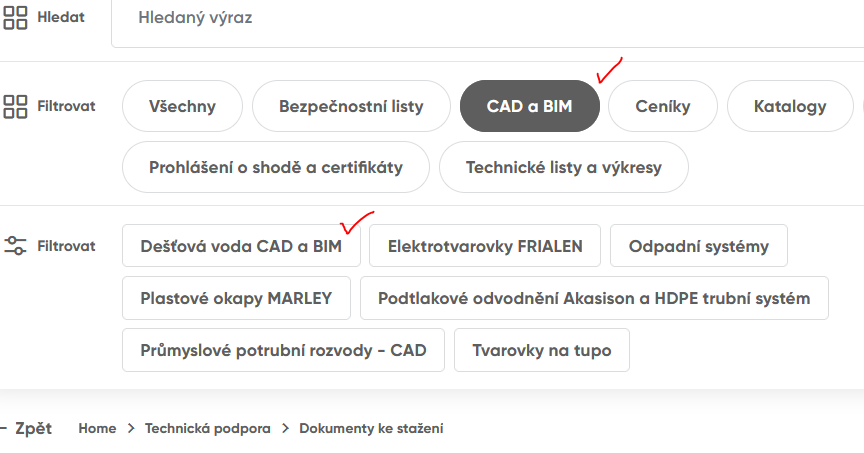 Hledat Hledaný výraz
Filtrovat Všechny Bezpečnostní listy CAD a BIM Ceníky Katalogy
Prohlášení o shodě a certifikáty Technické listy a výkresy
Filtrovat Dešťová voda CAD a BIM Elektrotvarovky FRIALEN Odpadní systémy
Plastové okapy MARLEY Podtlakové odvodnění Akasison a HDPE trubní systém
Průmyslové potrubní rozvody - CAD Tvarovky na tupo
Zpět Home > Technická podpora > Dokumenty ke stažení